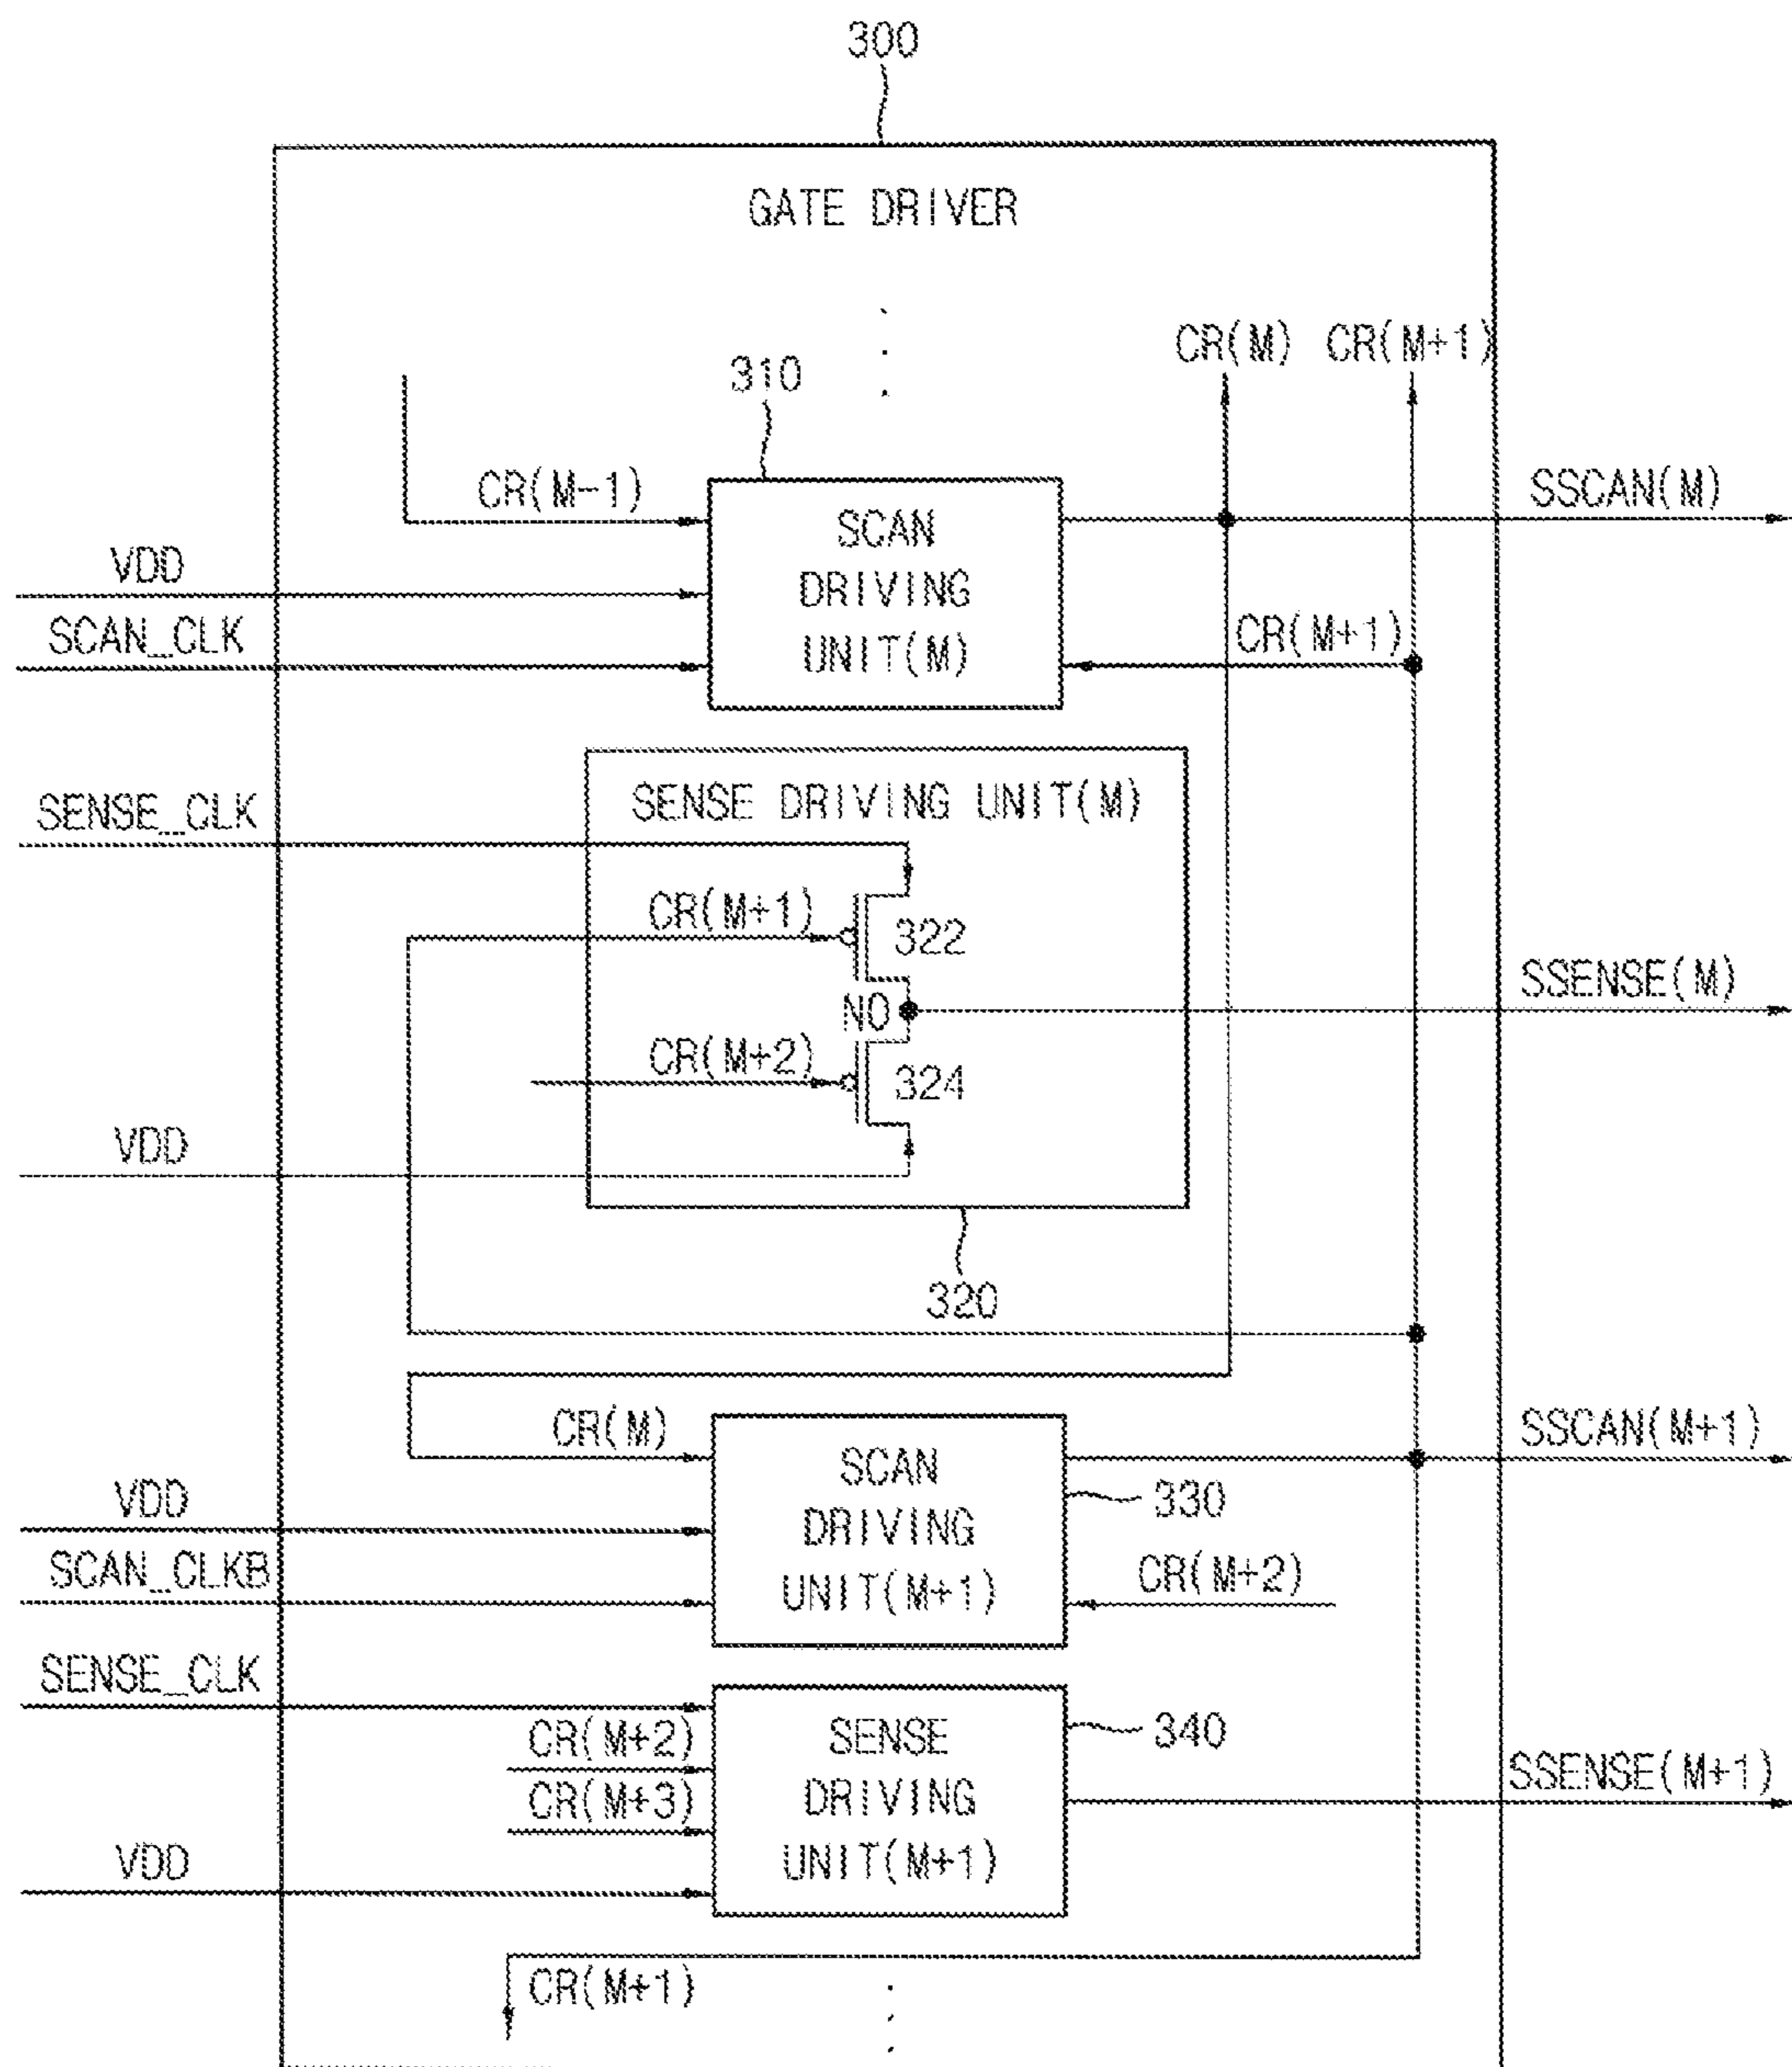 300
GATE DRIVER
CR(M) CR(M+1)
310
CR(M-1)
SSCAN(M)
SCAN
DRIVING
UNIT(M)
VDD
SCAN_CLK
CR(M+1)
SENSE_CLK
SENSE DRIVING UNIT(M)
CR(M+1)
322
NO
SSENSE(M)
CR(M+2)
324
VDD
320
CR(M)
SSCAN(M+1)
SCAN
DRIVING
UNIT(M+1)
330
VDD
SCAN_CLKB
CR(M+2)
SENSE_CLK
CR(M+2)
CR(M+3)
SENSE
DRIVING
UNIT(M+1)
340
SSENSE(M+1)
VDD
CR(M+1)